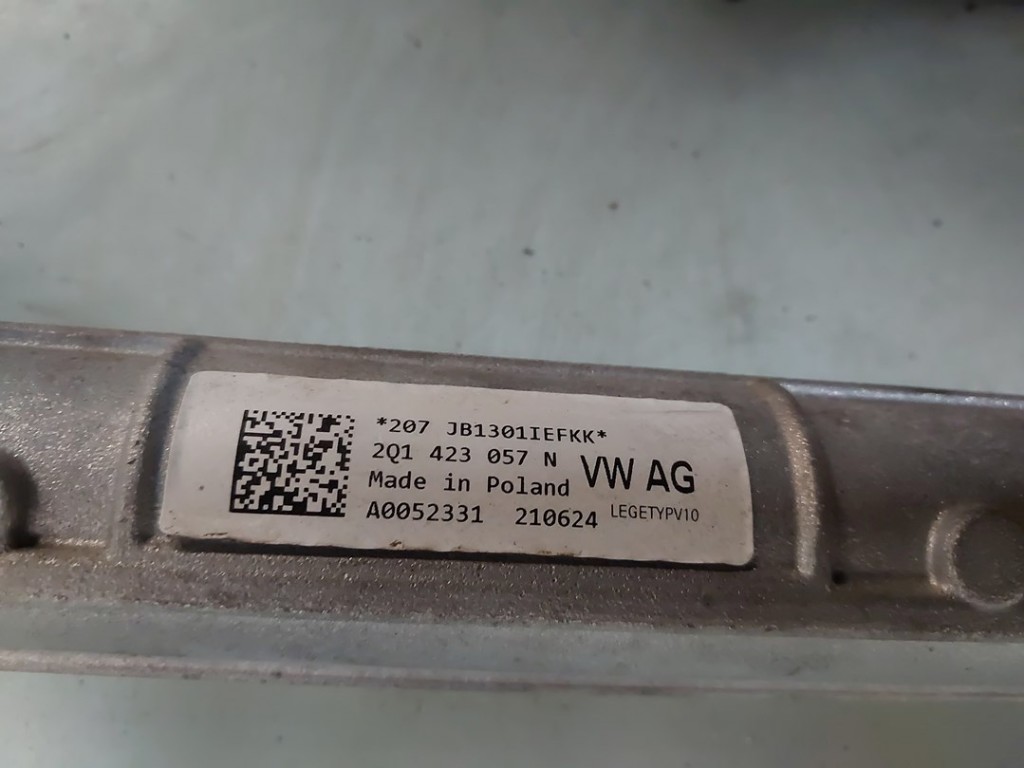 *207 JB1301IEFKK*
2Q1 423 057 N
VW AG
Made in Poland
A0052331 210624
LEGETYPV10